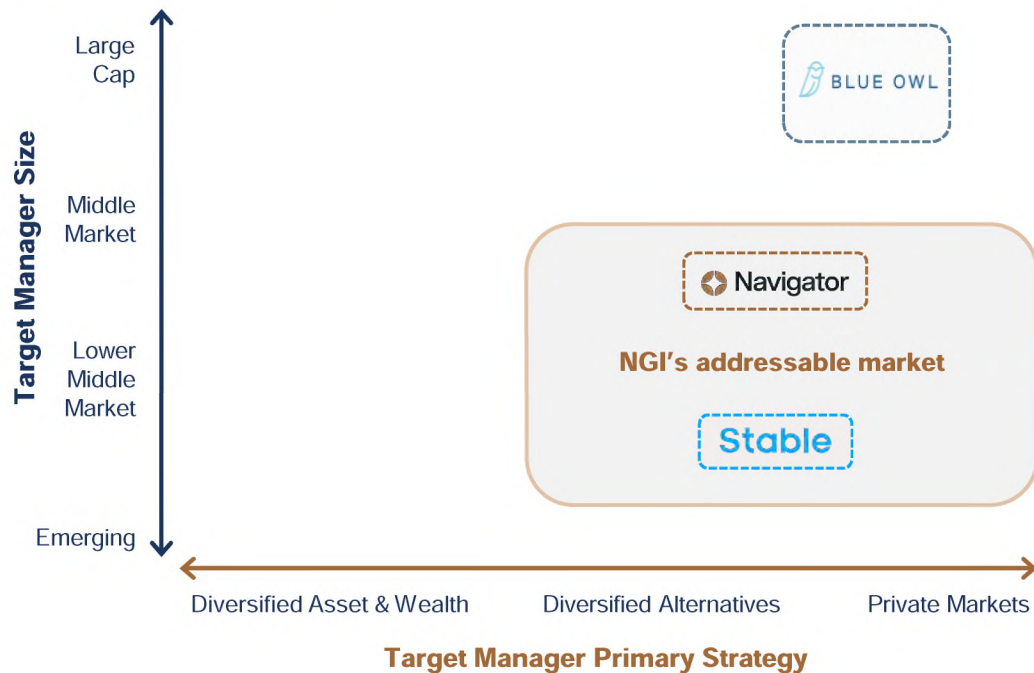 Large
Cap
BLUE OWL
Target Manager Size
Middle
Market
Navigator
Lower
Middle
Market
NGI's addressable market
Stable
Emerging
Diversified Asset & Wealth
Diversified Alternatives
Private Markets
Target Manager Primary Strategy